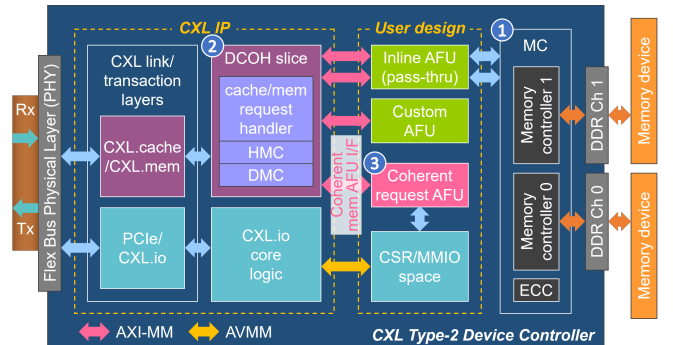 CXL IP
User design
CXL link/
transaction
layers
CXL.cache
/CXL.mem
PCIe/
CXL.io
2
DCOH slice
cache/mem
request
handler
HMC
DMC
CXL.io
core
logic
Coherent
mem AFU I/F
Inline AFU
(pass-thru)
Custom
AFU
3
Coherent
request AFU
CSR/MMIO
space
1
MC
Memory
controller 1
Memory
controller 0
ECC
DDR Ch 1
DDR Ch 0
Memory device
Memory device
Rx
Tx
Flex Bus Physical Layer (PHY)
AXI-MM
AVMM
CXL Type-2 Device Controller